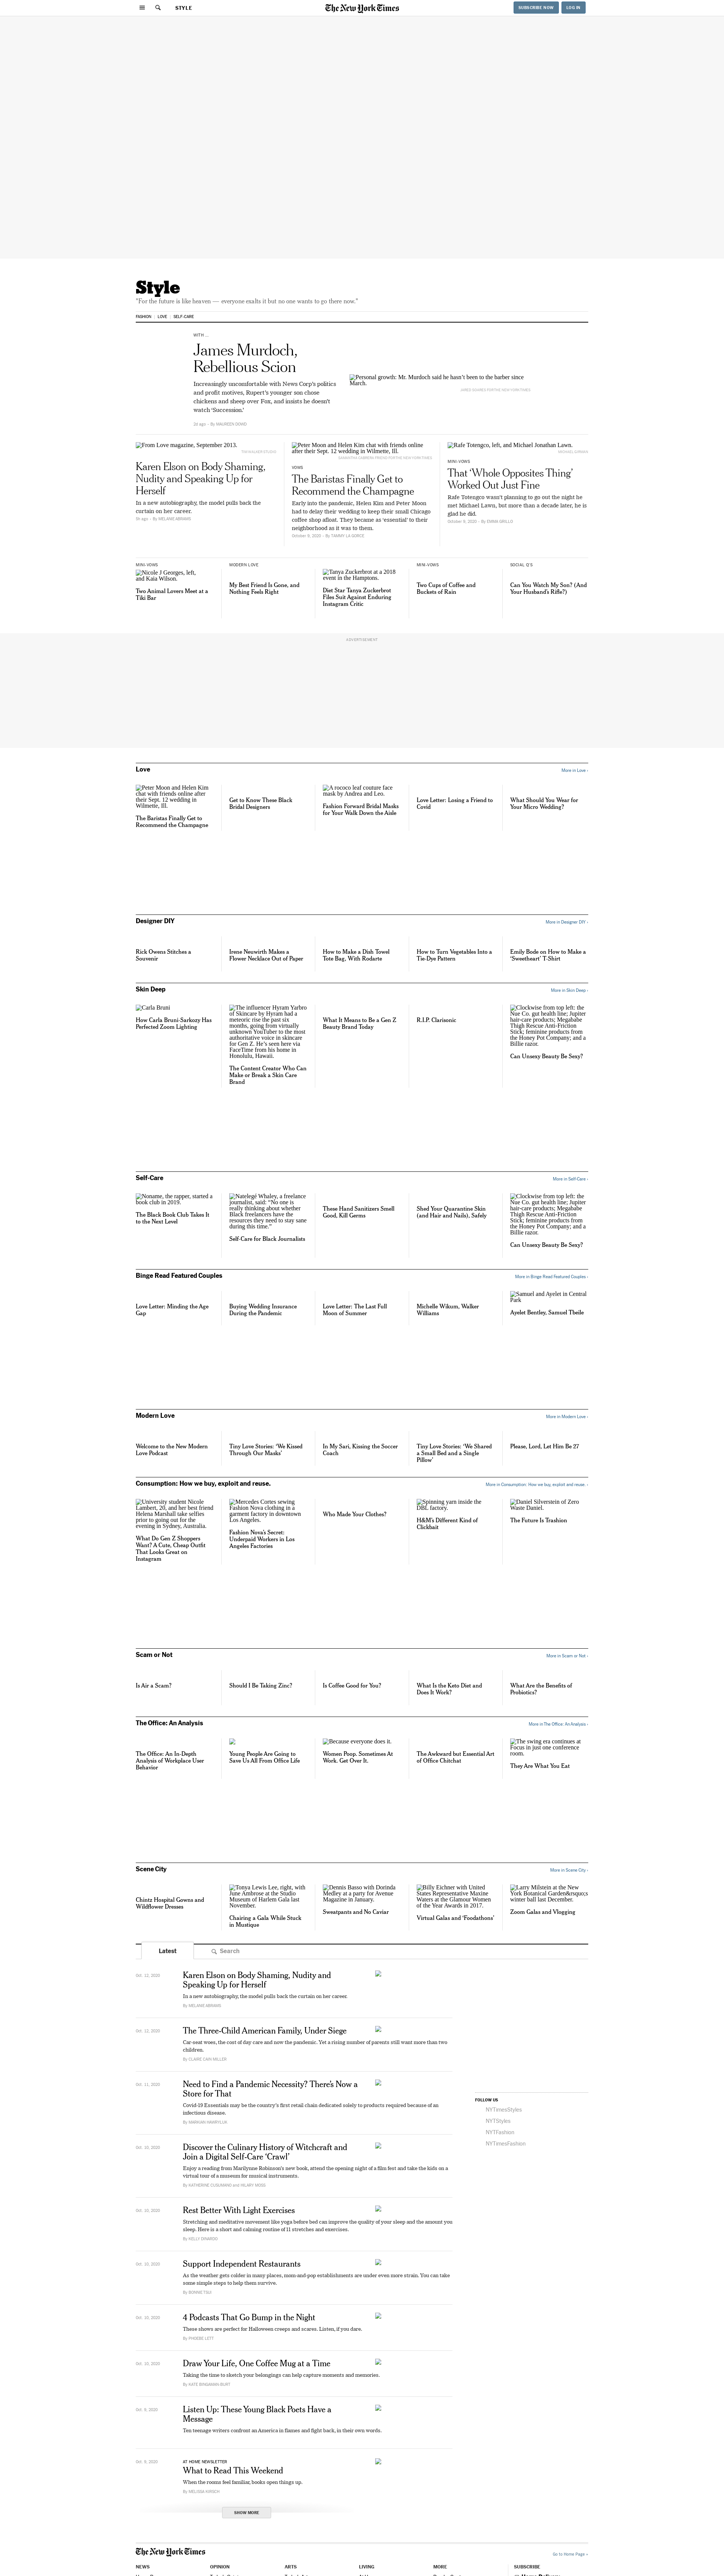 STYLE
The New York Times
SUBSCRIBE NOW
LOG IN
Style
"For the future is like heaven — everyone exalts it but no one wants to go there now."
FASHION
LOVE
SELF-CARE
WITH ...
James Murdoch,
Rebellious Scion
Increasingly uncomfortable with News Corp's politics
and profit motives, Rupert's younger son chose
chickens and sheep over Fox, and insists he doesn't
watch 'Succession.'
By MAUREEN DOWD
Personal growth: Mr. Murdoch said he hasn't been to the barber since
March.
From Love magazine, September 2013.
Karen Elson on Body Shaming,
Nudity and Speaking Up for
Herself
In a new autobiography, the model pulls back the
curtain on her career.
5h ago - By MELANIE ABRAMS
Peter Moon and Helen Kim chat with friends online
after their Sept. 12 wedding in Wilmette, Ill.
VOWS
The Baristas Finally Get to
Recommend the Champagne
Early into the pandemic, Helen Kim and Peter Moon
had to delay their wedding to keep their small Chicago
coffee shop afloat. They became as 'essential' to their
neighborhood as it was to them.
October 9, 2020 - By TAMMY LA GORCE
Rafe Totengco, left, and Michael Jonathan Lawn.
MINI-VOWS
That 'Whole Opposites Thing'
Worked Out Just Fine
Rafe Totengco wasn't planning to go out the night he
met Michael Lawn, but more than a decade later, he is
glad he did.
October 9, 2020 - By EMMA GRILLO
MINI-VOWS
Nicole J Georges, left,
and Kaia Wilson.
Two Animal Lovers Meet at a
Tiki Bar
MODERN LOVE
My Best Friend Is Gone, and
Nothing Feels Right
Tanya Zuckerbrot at a 2018
event in the Hamptons.
Diet Star Tanya Zuckerbrot
Files Suit Against Enduring
Instagram Critic
MINI-VOWS
Two Cups of Coffee and
Buckets of Rain
SOCIAL Q'S
Can You Watch My Son? (And
Your Husband's Rifle?)
ADVERTISEMENT
Love
More in Love ›
Peter Moon and Helen Kim
chat with friends online after
their Sept. 12 wedding in
Wilmette, Ill.
The Baristas Finally Get to
Recommend the Champagne
Get to Know These Black
Bridal Designers
A rococo leaf couture face
mask by Andrea and Leo.
Fashion Forward Bridal Masks
for Your Walk Down the Aisle
Love Letter: Losing a Friend to
Covid
What Should You Wear for
Your Micro Wedding?
Designer DIY
More in Designer DIY ›
Rick Owens Stitches a
Souvenir
Irene Neuwirth Makes a
Flower Necklace Out of Paper
How to Make a Dish Towel
Tote Bag, With Rodarte
How to Turn Vegetables Into a
Tie-Dye Pattern
Emily Bode on How to Make a
'Sweetheart' T-Shirt
Skin Deep
More in Skin Deep ›
Carla Bruni
How Carla Bruni-Sarkozy Has
Perfected Zoom Lighting
The influencer Hyram Yarbro
of Skincare by Hyram had a
meteoric rise the past six
months, going from virtually
unknown YouTuber to the most
authoritative voice in skincare
for Gen Z. He's seen here via
FaceTime from his home in
Honolulu, Hawaii.
The Content Creator Who Can
Make or Break a Skin Care
Brand
What It Means to Be a Gen Z
Beauty Brand Today
R.I.P. Clarisonic
Clockwise from top left: the
Nue Co. gut health line; Jupiter
hair-care products; Megababe
Thigh Rescue Anti-Friction
Stick; feminine products from
the Honey Pot Company; and a
Billie razor.
Can Unsexy Beauty Be Sexy?
Self-Care
More in Self-Care ›
Noname, the rapper, started a
book club in 2019.
The Black Book Club Takes It
to the Next Level
Natelegé Whaley, a freelance
journalist, said: "No one is
really thinking about whether
Black freelancers have the
resources they need to stay sane
during this time."
Self-Care for Black Journalists
These Hand Sanitizers Smell
Good, Kill Germs
Shed Your Quarantine Skin
(and Hair and Nails), Safely
Clockwise from top left: the
Nue Co. gut health line; Jupiter
hair-care products; Megababe
Thigh Rescue Anti-Friction
Stick; feminine products from
the Honey Pot Company; and a
Billie razor.
Can Unsexy Beauty Be Sexy?
Binge Read Featured Couples
More in Binge Read Featured Couples ›
Love Letter: Minding the Age
Gap
Buying Wedding Insurance
During the Pandemic
Love Letter: The Last Full
Moon of Summer
Michelle Wikum, Walker
Williams
Samuel and Ayelet in Central
Park
Ayelet Bentley, Samuel Theile
Modern Love
More in Modern Love ›
Welcome to the New Modern
Love Podcast
Tiny Love Stories: 'We Kissed
Through Our Masks'
In My Sari, Kissing the Soccer
Coach
Tiny Love Stories: 'We Shared
a Small Bed and a Single
Pillow'
Please, Lord, Let Him Be 27
Consumption: How we buy, exploit and reuse.
More in Consumption: How we buy, exploit and reuse. ›
University student Nicole
Lambert, 20, and her best friend
Helena Marshall take selfies
prior to going out for the
evening in Sydney, Australia.
What Do Gen Z Shoppers
Want? A Cute, Cheap Outfit
That Looks Great on
Instagram
Mercedes Cortes sewing
Fashion Nova clothing in a
garment factory in downtown
Los Angeles.
Fashion Nova's Secret:
Underpaid Workers in Los
Angeles Factories
Who Made Your Clothes?
Spinning yarn inside the
DBL factory.
H&M's Different Kind of
Clickbait
Daniel Silverstein of Zero
Waste Daniel.
The Future Is Trashion
Scam or Not
More in Scam or Not ›
Is Air a Scam?
Should I Be Taking Zinc?
Is Coffee Good for You?
What Is the Keto Diet and
Does It Work?
What Are the Benefits of
Probiotics?
The Office: An Analysis
More in The Office: An Analysis ›
The Office: An In-Depth
Analysis of Workplace User
Behavior
Young People Are Going to
Save Us All From Office Life
Because everyone does it.
Women Poop. Sometimes At
Work. Get Over It.
The Awkward but Essential Art
of Office Chitchat
The swing era continues at
Focus in just one conference
room.
They Are What You Eat
Scene City
More in Scene City ›
Chintz Hospital Gowns and
Wildflower Dresses
Tonya Lewis Lee, right, with
June Ambrose at the Studio
Museum of Harlem Gala last
November.
Chairing a Gala While Stuck
in Mustique
Dennis Basso with Dorinda
Medley at a party for Avenue
Magazine in January.
Sweatpants and No Caviar
Billy Eichner with United
States Representative Maxine
Waters at the Glamour Women
of the Year Awards in 2017.
Virtual Galas and 'Foodathons'
Larry Milstein at the New
York Botanical Garden&rsquo;s
winter ball last December.
Zoom Galas and Vlogging
Latest
Search
Oct. 12, 2020
Karen Elson on Body Shaming, Nudity and
Speaking Up for Herself
In a new autobiography, the model pulls back the curtain on her career.
By MELANIE ABRAMS
Oct. 12, 2020
The Three-Child American Family, Under Siege
Car-seat woes, the cost of day care and now the pandemic. Yet a rising number of parents still want more than two
children.
By CLAIRE CAIN MILLER
Oct. 11, 2020
Need to Find a Pandemic Necessity? There's Now a
Store for That
Covid-19 Essentials may be the country's first retail chain dedicated solely to products required because of an
infectious disease.
By MARISIAN HAWRYLUK
Oct. 10, 2020
Discover the Culinary History of Witchcraft and
Join a Digital Self-Care 'Crawl'
Enjoy a reading from Marilynne Robinson's new book, attend the opening night of a film fest and take the kids on a
virtual tour of a museum for musical instruments.
By KATHERINE CUSUMANO and HILARY MOSS
Oct. 10, 2020
Rest Better With Light Exercises
Stretching and meditative movement like yoga before bed can improve the quality of your sleep and the amount you
sleep. Here is a short and calming routine of 11 stretches and exercises.
By KELLY DINARDO
Oct. 10, 2020
Support Independent Restaurants
As the weather gets colder in many places, mom-and-pop establishments are under even more strain. You can take
some simple steps to help them survive.
By BONNIE TSUI
Oct. 10, 2020
4 Podcasts That Go Bump in the Night
These shows are perfect for Halloween creeps and scares. Listen, if you dare.
By PHOEBE LETT
Oct. 10, 2020
Draw Your Life, One Coffee Mug at a Time
Taking the time to sketch your belongings can help capture moments and memories.
By KATE BINGAMAN-BURT
Oct. 9, 2020
Listen Up: These Young Black Poets Have a
Message
Ten teenage writers confront an America in flames and fight back, in their own words.
Oct. 9, 2020
AT HOME NEWSLETTER
What to Read This Weekend
When the rooms feel familiar, books open things up.
By MELISSA KIRSCH
SHOW MORE
FOLLOW US
NYTimesStyles
NYTStyles
NYTFashion
NYTimesFashion
The New York Times
Go to Home Page »
NEWS
OPINION
ARTS
LIVING
MORE
SUBSCRIBE